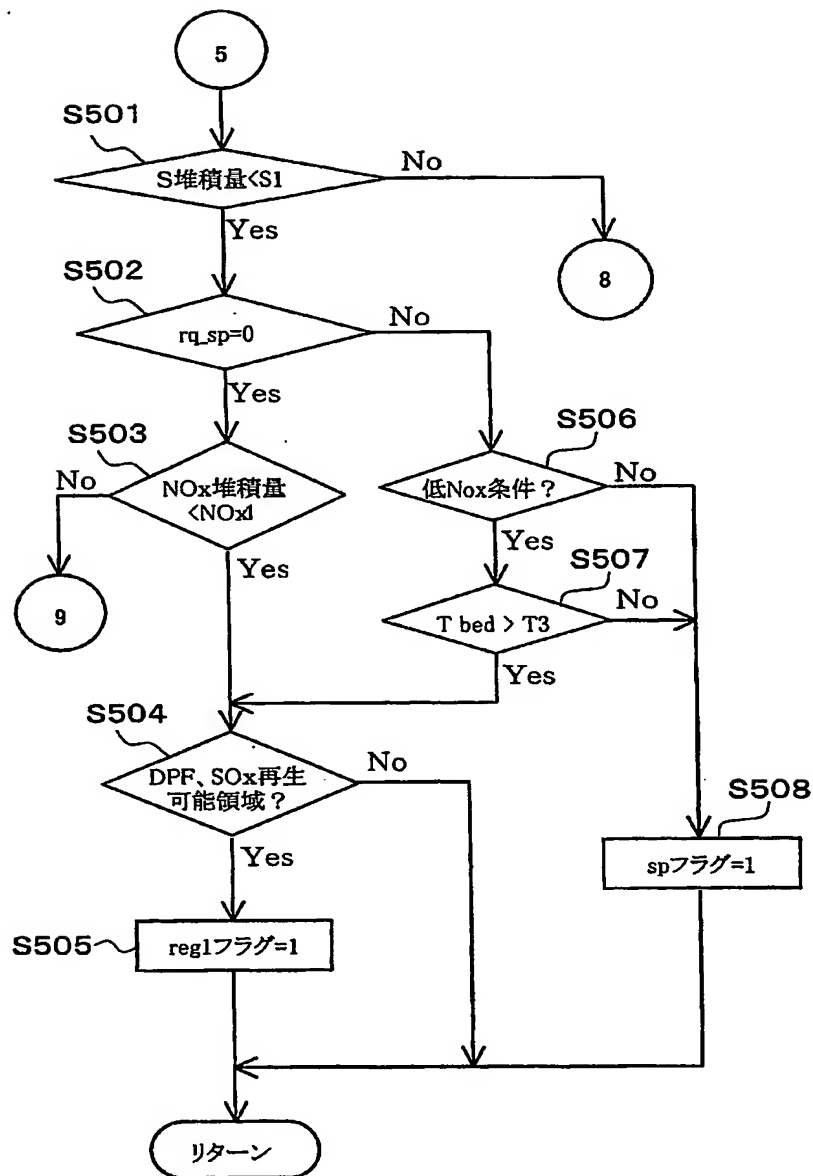 5
S501
S堆積量<S1
No
Yes
8
S502
rq_sp=0
No
Yes
S503
No
NOx堆積量
<NOx1
Yes
9
S506
低Nox条件？
No
Yes
S507
T bed > T3
No
Yes
S504
DPF、SOx再生
可能領域？
No
Yes
S508
spフラグ=1
S505
reg1フラグ=1
リターン